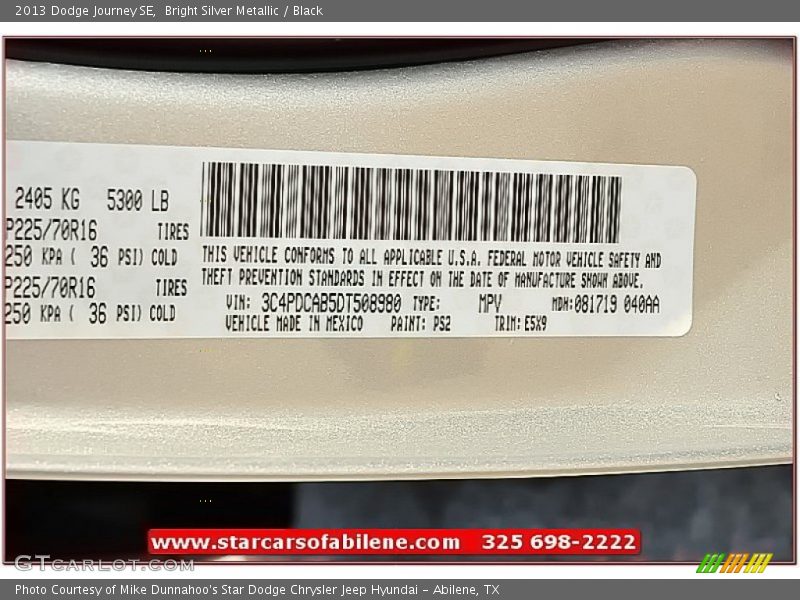 2013 Dodge Journey SE, Bright Silver Metallic / Black
2405 KG 5300 LB
P225/70R16 TIRES
250 KPA ( 36 PSI) COLD
P225/70R16 TIRES
250 KPA ( 36 PSI) COLD
THIS VEHICLE CONFORMS TO ALL APPLICABLE U.S.A. FEDERAL MOTOR VEHICLE SAFETY AND
THEFT PREVENTION STANDARDS IN EFFECT ON THE DATE OF MANUFACTURE SHOWN ABOVE.
VIN: 3C4PDCAB5DT508980 TYPE: MPV MDH:081719 040AA
VEHICLE MADE IN MEXICO PAINT: PS2 TRIM: E5X9
www.starcarsofabilene.com 325 698-2222
GTcarlot.com
Photo Courtesy of Mike Dunnahoo's Star Dodge Chrysler Jeep Hyundai - Abilene, TX